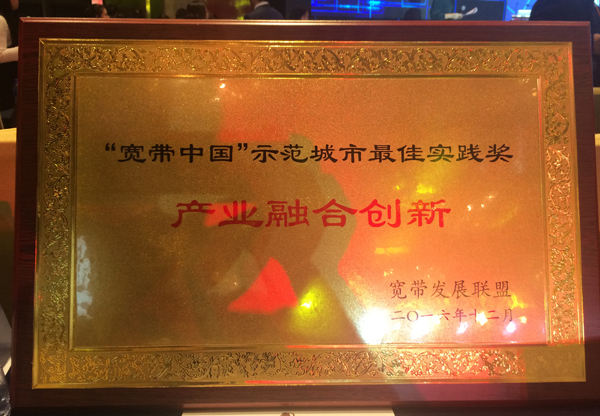 “宽带中国”示范城市最佳实践奖
产业融合创新
宽带发展联盟
二〇一六年十二月